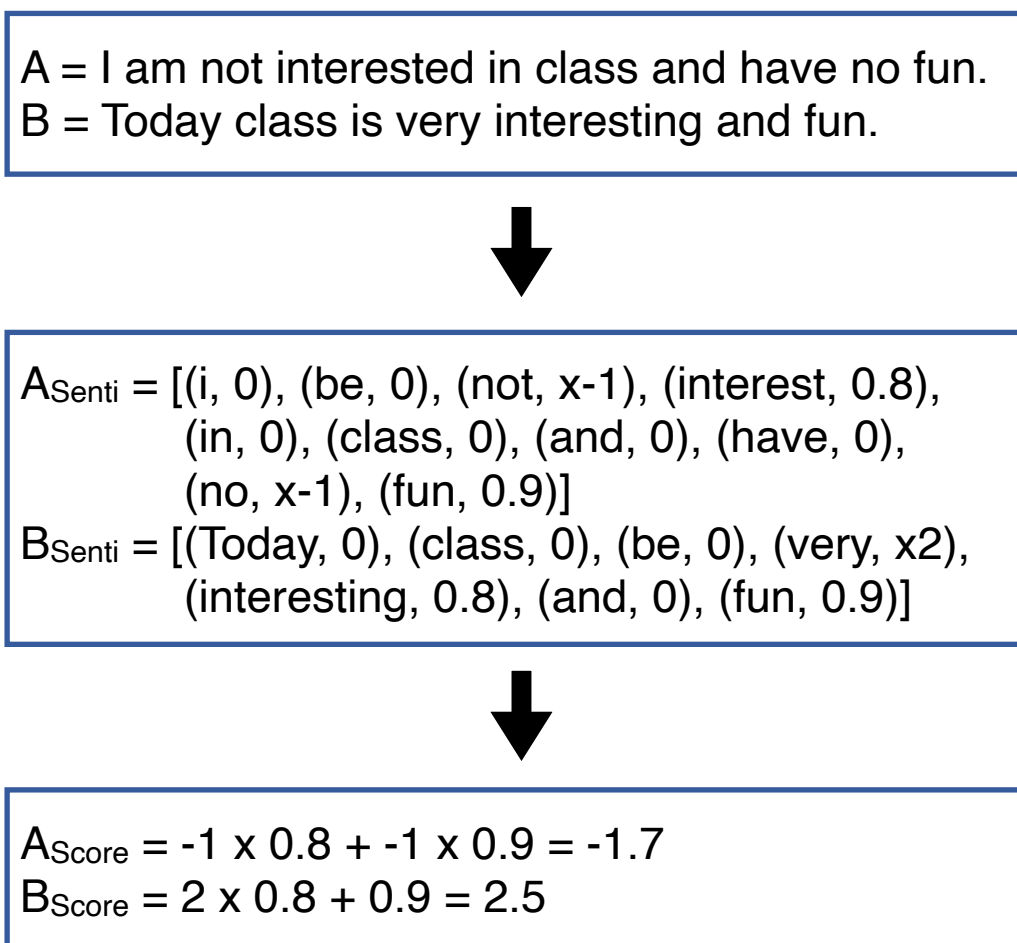 A = I am not interested in class and have no fun.
B = Today class is very interesting and fun.
ASenti = [(i, 0), (be, 0), (not, x-1), (interest, 0.8),
(in, 0), (class, 0), (and, 0), (have, 0),
(no, x-1), (fun, 0.9)]
BSenti = [(Today, 0), (class, 0), (be, 0), (very, x2),
(interesting, 0.8), (and, 0), (fun, 0.9)]
AScore = -1 x 0.8 + -1 x 0.9 = -1.7
BScore = 2 x 0.8 + 0.9 = 2.5